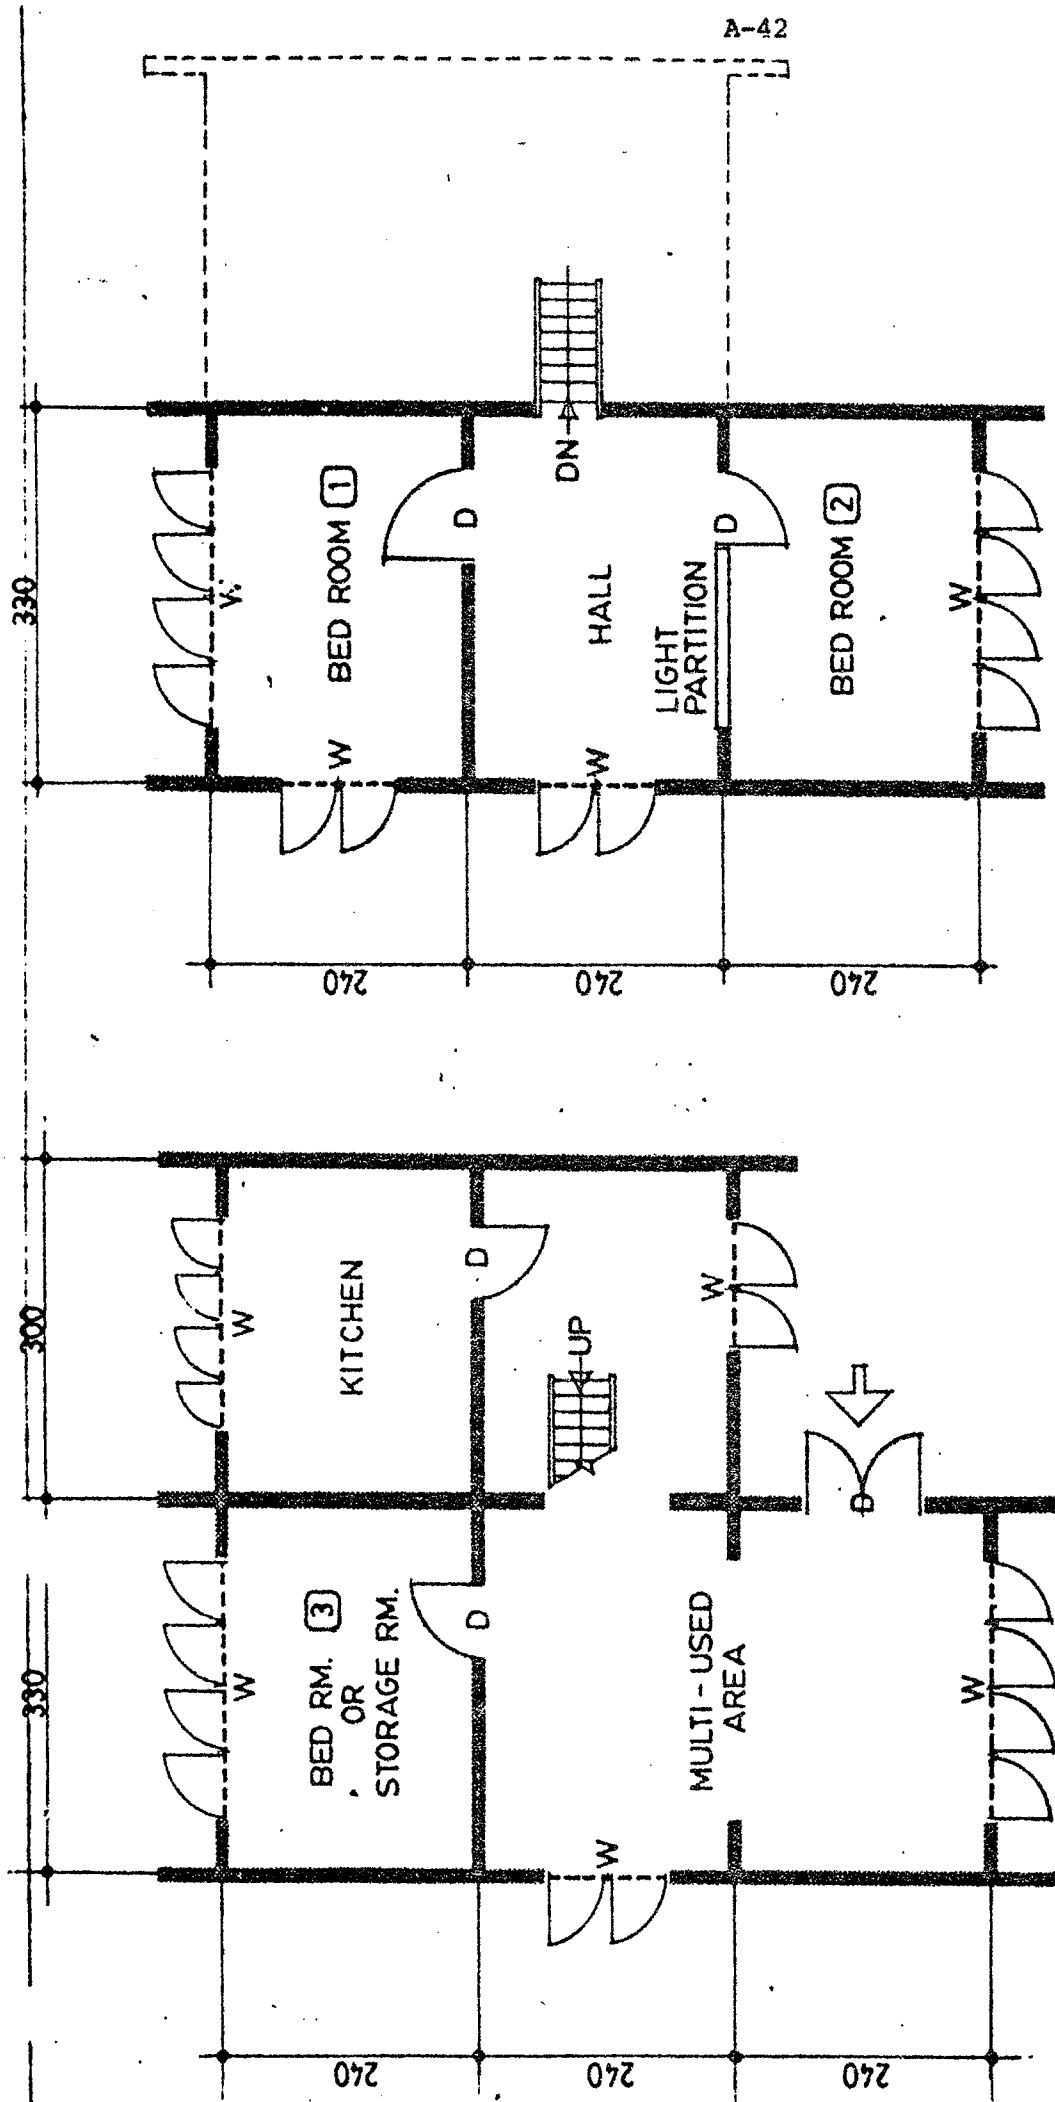 A-42
330
W
BED ROOM 1
W
D
DN
HALL
W
LIGHT
PARTITION
D
BED ROOM 2
W
240
240
240
300
330
W
KITCHEN
D
UP
W
W
BED RM. 3
OR
STORAGE RM.
D
D
MULTI-USED
AREA
W
W
240
240
240